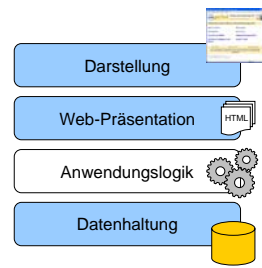 Darstellung
Web-Präsentation
HTML
Anwendungslogik
Datenhaltung